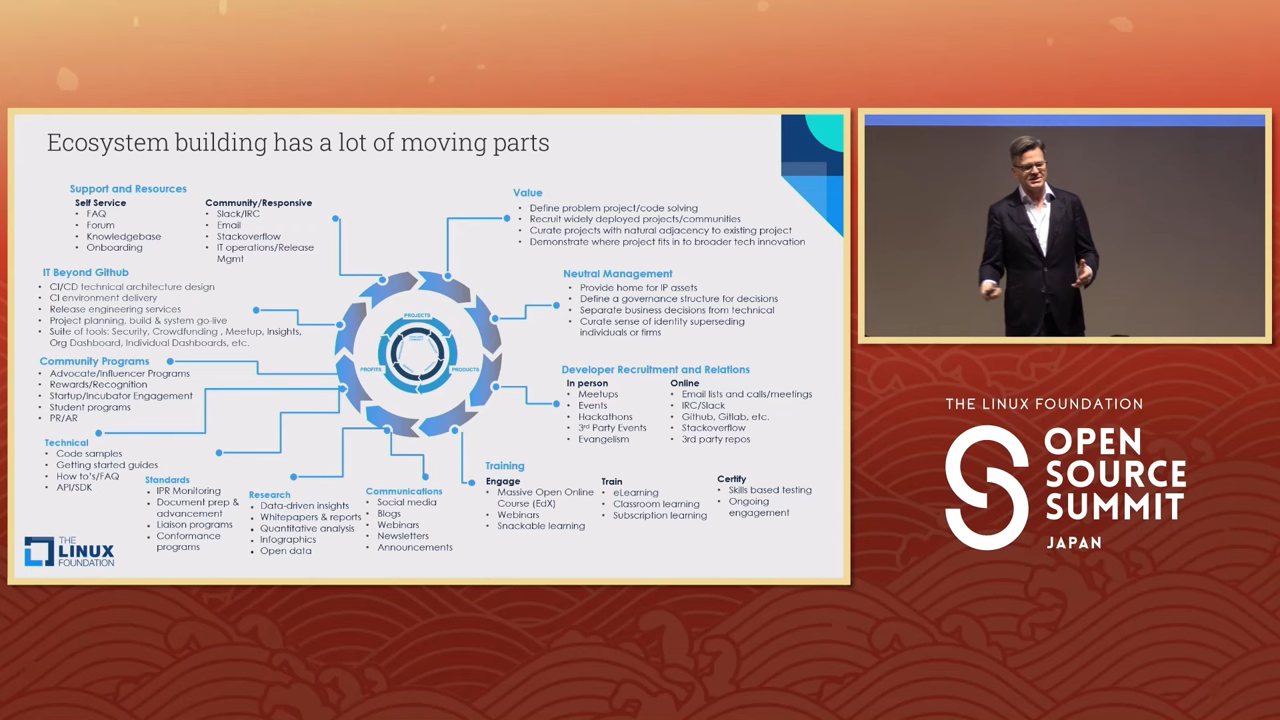 Ecosystem building has a lot of moving parts
Support and Resources
Self Service
• FAQ
• Forum
• Knowledgebase
• Onboarding
Community/Responsive
• Slack/IRC
• Email
• Stackoverflow
• IT operations/Release
Mgmt
Value
• Define problem project/code solving
• Recruit widely deployed projects/communities
• Curate projects with natural adjacency to existing project
• Demonstrate where project fits in to broader tech innovation
IT Beyond Github
• CI/CD technical architecture design
• CI environment delivery
• Release engineering services
• Project planning, build & system go-live
• Suite of tools: Security, Crowdfunding , Meetup, Insights,
Org Dashboard, Individual Dashboards, etc.
Neutral Management
• Provide home for IP assets
• Define a governance structure for decisions
• Separate business decisions from technical
• Curate sense of identity superseding
individuals or firms
PROJECTS
PROFITS
PRODUCTS
Community Programs
• Advocate/Influencer Programs
• Rewards/Recognition
• Startup/Incubator Engagement
• Student programs
• PR/AR
Developer Recruitment and Relations
In person
• Meetups
• Events
• Hackathons
• 3rd Party Events
• Evangelism
Online
• Email lists and calls/meetings
• IRC/Slack
• Github, Gitlab, etc.
• Stackoverflow
• 3rd party repos
Technical
• Code samples
• Getting started guides
• How to's/FAQ
• API/SDK
Standards
• IPR Monitoring
• Document prep &
advancement
• Liaison programs
• Conformance
programs
Research
• Data-driven insights
• Whitepapers & reports
• Quantitative analysis
• Infographics
• Open data
Communications
• Social media
• Blogs
• Webinars
• Newsletters
• Announcements
Training
Engage
• Massive Open Online
Course (EdX)
• Webinars
• Snackable learning
Train
• eLearning
• Classroom learning
• Subscription learning
Certify
• Skills based testing
• Ongoing
engagement
THE
LINUX
FOUNDATION
THE LINUX FOUNDATION
OPEN
SOURCE
SUMMIT
JAPAN